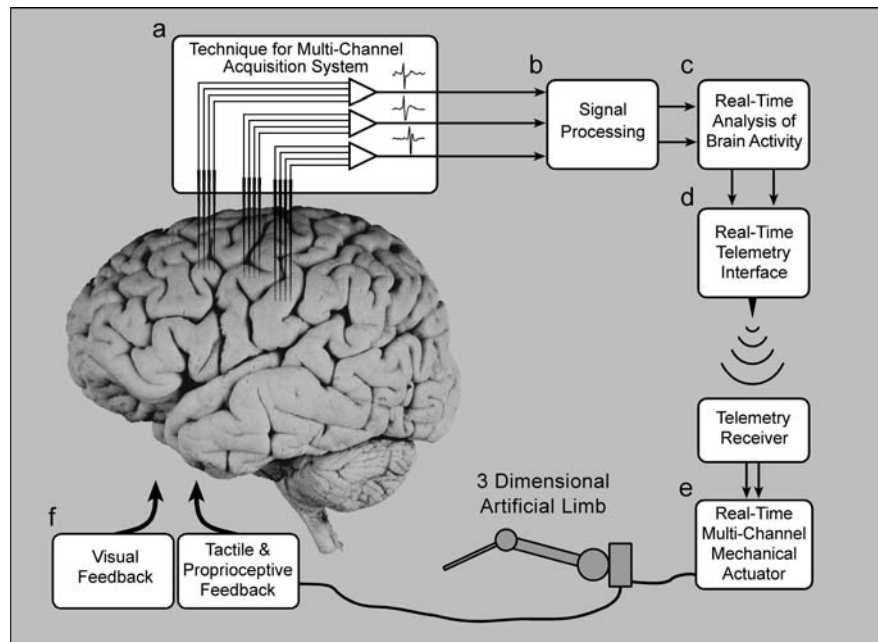 a
Technique for Multi-Channel
Acquisition System
b
Signal
Processing
c
Real-Time
Analysis of
Brain Activity
d
Real-Time
Telemetry
Interface
Telemetry
Receiver
e
Real-Time
Multi-Channel
Mechanical
Actuator
3 Dimensional
Artificial Limb
f
Visual
Feedback
Tactile &
Proprioceptive
Feedback